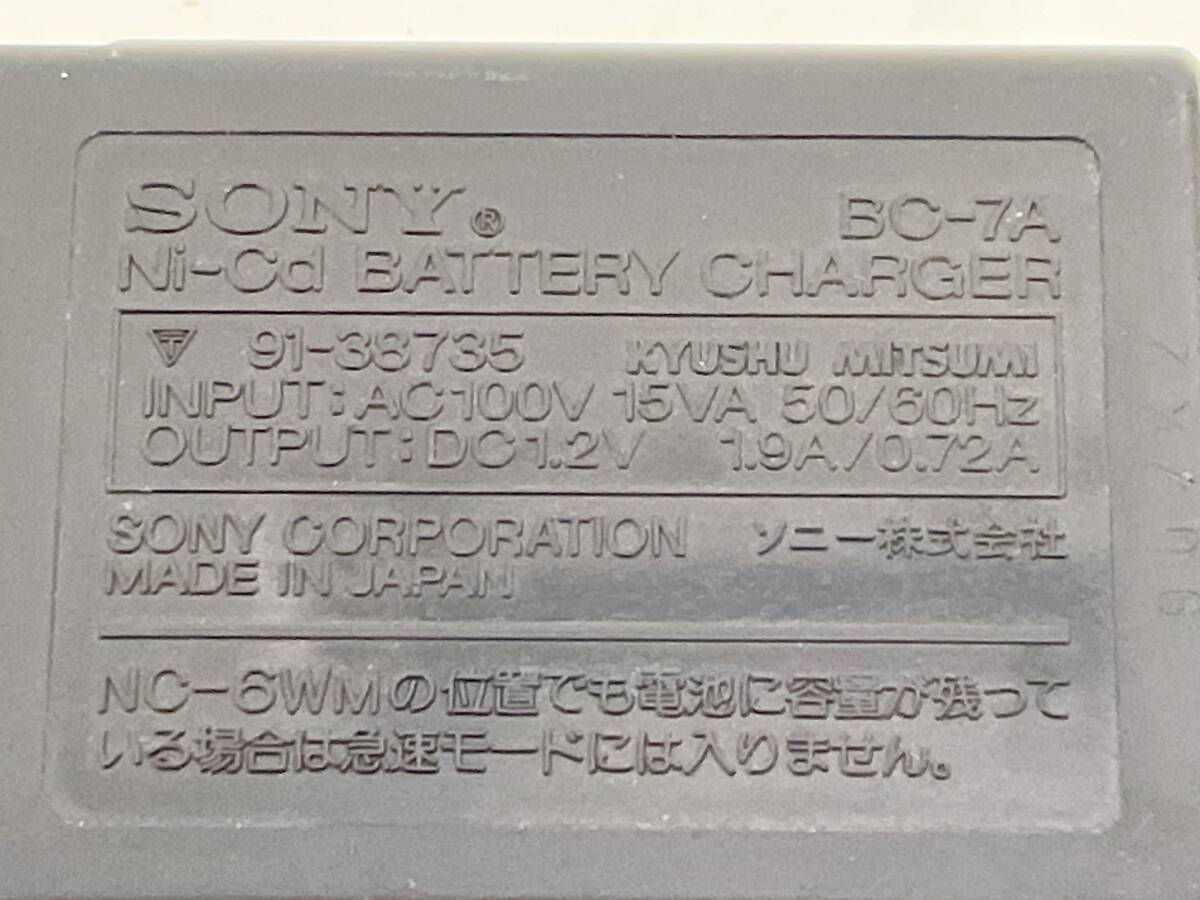 SONY® BC-7A
Ni-Cd BATTERY CHARGER
91-38735 KYUSHU MITSUMI
INPUT: AC100V 15VA 50/60Hz
OUTPUT: DC1.2V 1.9A/0.72A
SONY CORPORATION ソニー株式会社
MADE IN JAPAN
NC-6WMの位置でも電池に容量が残って
いる場合は急速モードには入りません。